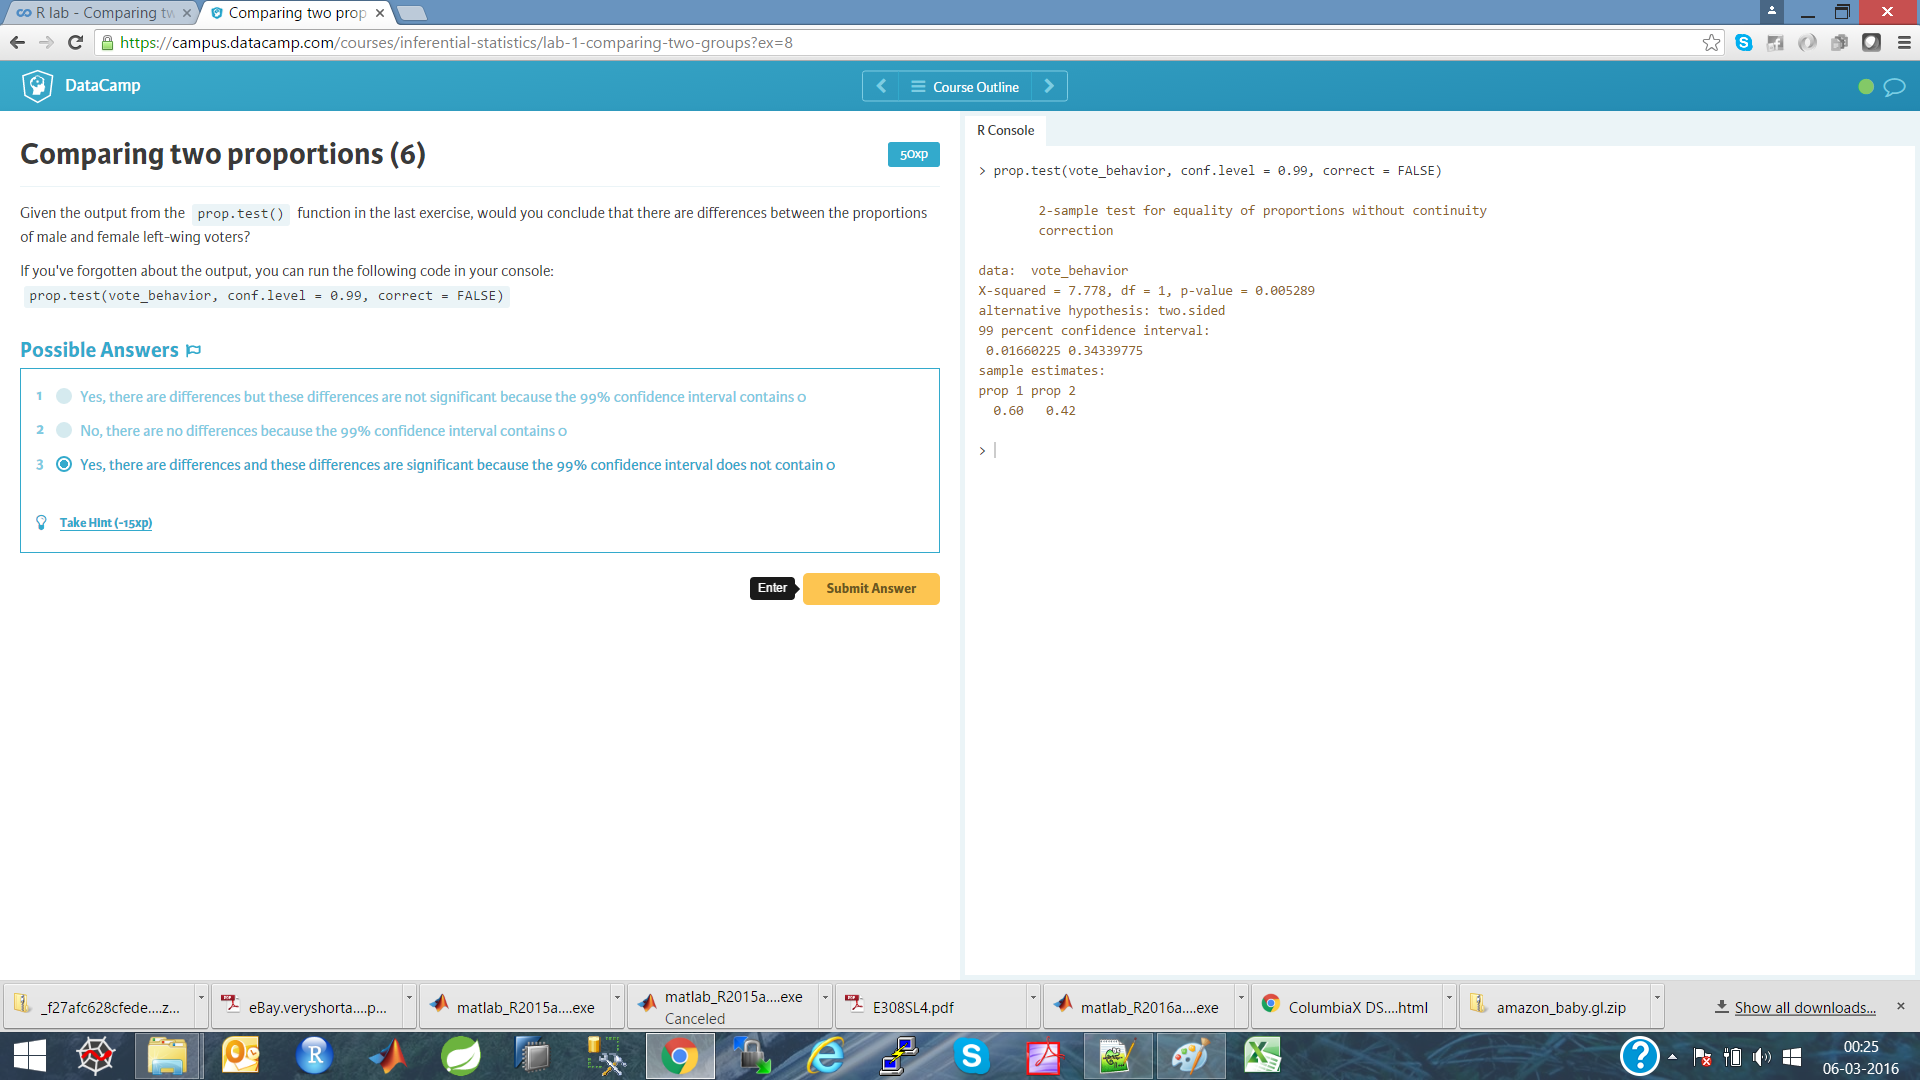 R lab - Comparing tw
Comparing two prop
https://campus.datacamp.com/courses/inferential-statistics/lab-1-comparing-two-groups?ex=8
DataCamp
Course Outline
Comparing two proportions (6)
50xp
Given the output from the prop.test() function in the last exercise, would you conclude that there are differences between the proportions
of male and female left-wing voters?
If you've forgotten about the output, you can run the following code in your console:
prop.test(vote_behavior, conf.level = 0.99, correct = FALSE)
Possible Answers
1 Yes, there are differences but these differences are not significant because the 99% confidence interval contains 0
2 No, there are no differences because the 99% confidence interval contains 0
3 Yes, there are differences and these differences are significant because the 99% confidence interval does not contain 0
Take Hint (-15xp)
Enter
Submit Answer
R Console
> prop.test(vote_behavior, conf.level = 0.99, correct = FALSE)
2-sample test for equality of proportions without continuity
correction
data:  vote_behavior
X-squared = 7.778, df = 1, p-value = 0.005289
alternative hypothesis: two.sided
99 percent confidence interval:
0.01660225 0.34339775
sample estimates:
prop 1 prop 2
0.60   0.42
>
_f27afc628cfede....z...
eBay.veryshorta....p...
matlab_R2015a....exe
matlab_R2015a....exe
Canceled
E308SL4.pdf
matlab_R2016a....exe
ColumbiaX DS....html
amazon_baby.gl.zip
Show all downloads...
00:25
06-03-2016